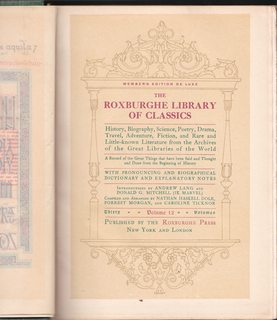 MEMBER'S EDITION DE LUXE
THE
ROXBURGHE LIBRARY
OF CLASSICS
History, Biography, Science, Poetry, Drama,
Travel, Adventure, Fiction, and Rare and
Little-known Literature from the Archives
of the Great Libraries of the World
A Record of the Great Things that have been Said and Thought
and Done from the Beginning of History
WITH PRONOUNCING AND BIOGRAPHICAL
DICTIONARY AND EXPLANATORY NOTES
INTRODUCTIONS BY ANDREW LANG AND
DONALD G. MITCHELL (IK MARVEL)
COMPILED AND ARRANGED BY NATHAN HASKELL DOLE,
FORREST MORGAN, AND CAROLINE TICKNOR
Thirty Volume 12 Volumes
PUBLISHED BY THE ROXBURGHE PRESS
NEW YORK AND LONDON